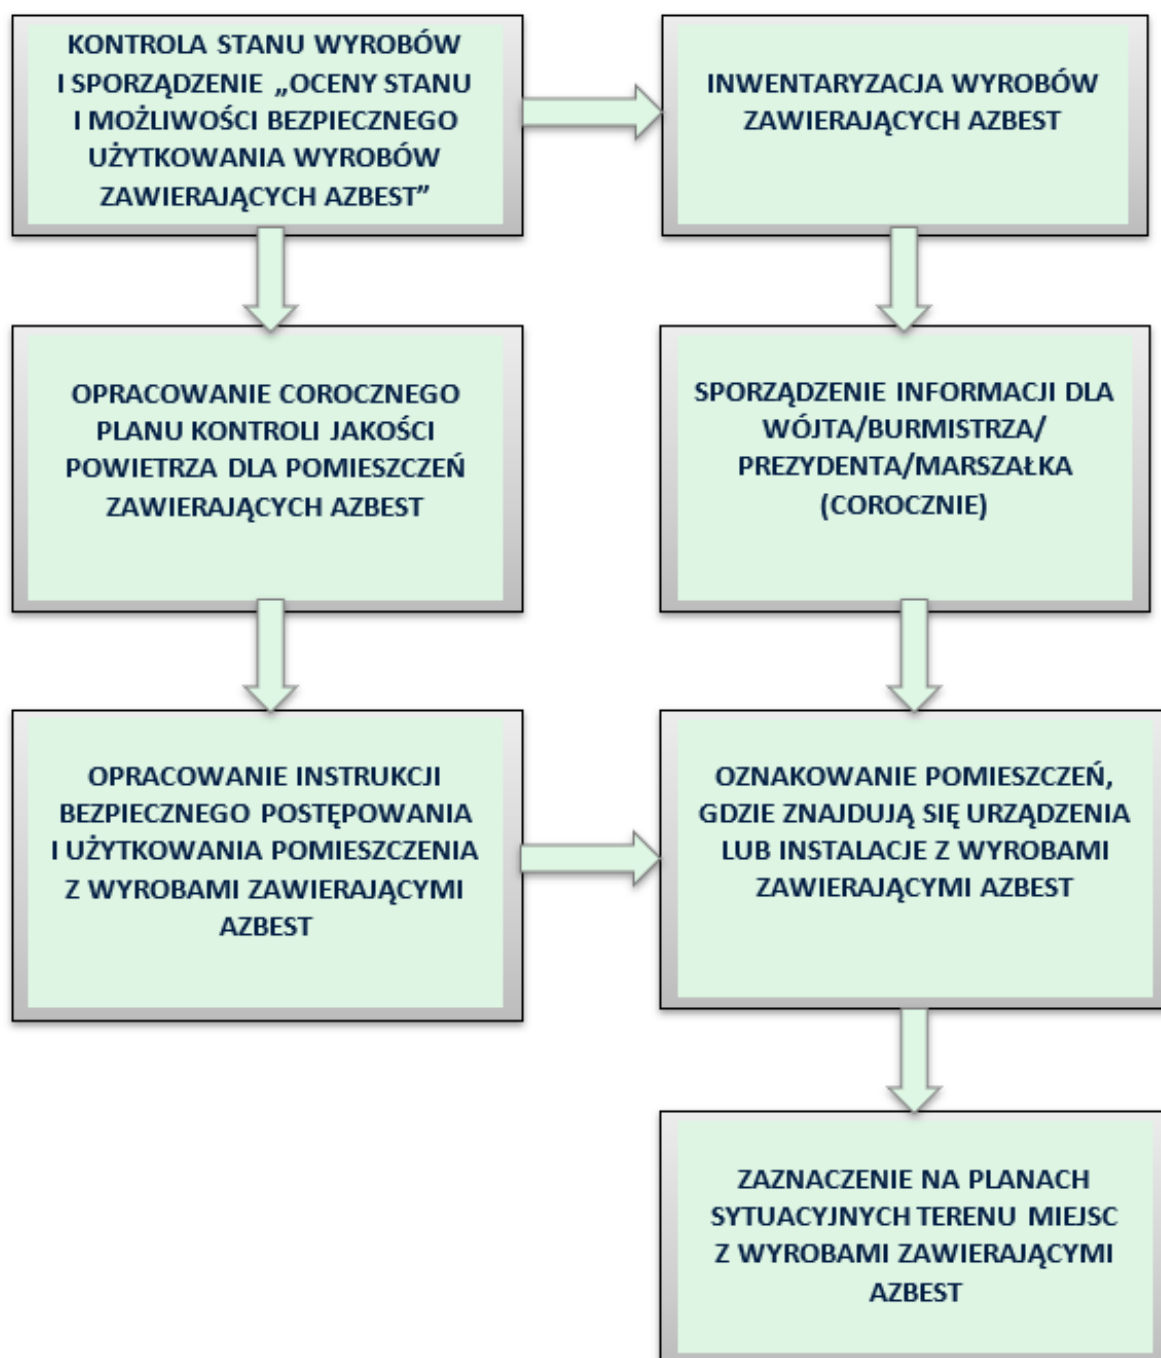 KONTROLA STANU WYROBÓW
I SPORZĄDZENIE „OCENY STANU
I MOŻLIWOŚCI BEZPIECZNEGO
UŻYTKOWANIA WYROBÓW
ZAWIERAJĄCYCH AZBEST”
INWENTARYZACJA WYROBÓW
ZAWIERAJĄCYCH AZBEST
OPRACOWANIE COROCZNEGO
PLANU KONTROLI JAKOŚCI
POWIETRZA DLA POMIESZCZEŃ
ZAWIERAJĄCYCH AZBEST
SPORZĄDZENIE INFORMACJI DLA
WÓJTA/BURMISTRZA/
PREZYDENTA/MARSZAŁKA
(COROCZNIE)
OPRACOWANIE INSTRUKCJI
BEZPIECZNEGO POSTĘPOWANIA
I UŻYTKOWANIA POMIESZCZENIA
Z WYROBAMI ZAWIERAJĄCYMI
AZBEST
OZNAKOWANIE POMIESZCZEŃ,
GDZIE ZNAJDUJĄ SIĘ URZĄDZENIA
LUB INSTALACJE Z WYROBAMI
ZAWIERAJĄCYMI AZBEST
ZAZNACZENIE NA PLANACH
SYTUACYJNYCH TERENU MIEJSC
Z WYROBAMI ZAWIERAJĄCYMI
AZBEST